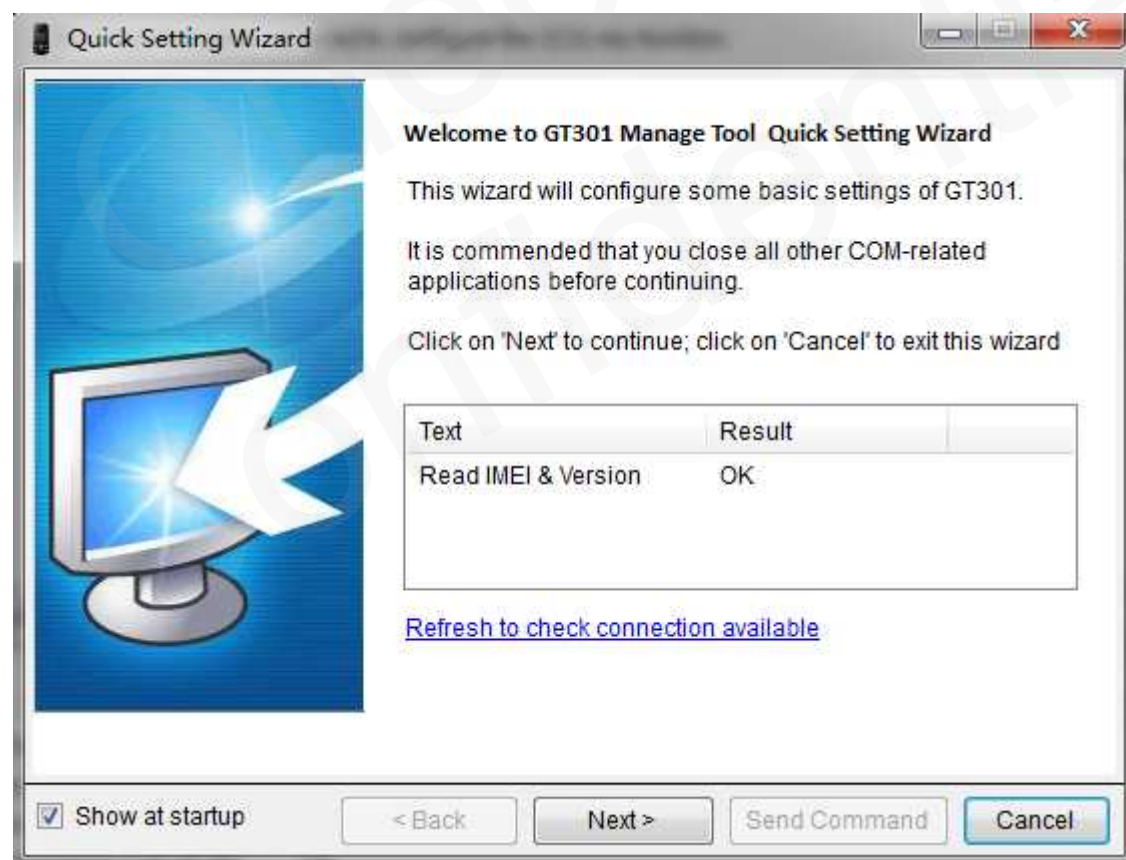 Quick Setting Wizard
Welcome to GT301 Manage Tool Quick Setting Wizard
This wizard will configure some basic settings of GT301.
It is commended that you close all other COM-related
applications before continuing.
Click on 'Next' to continue; click on 'Cancel' to exit this wizard
Text Result
Read IMEI & Version OK
Refresh to check connection available
Show at startup < Back Next > Send Command Cancel